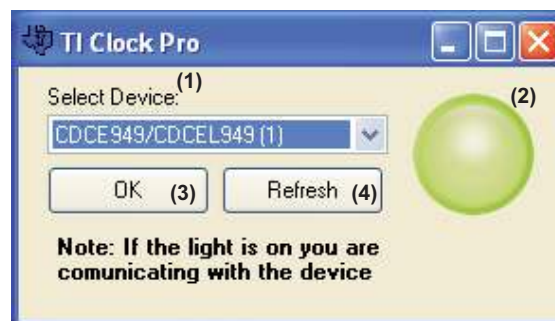 TI Clock Pro
Select Device: (1)
(2)
CDCE949/CDCEL949 (1)
OK (3) Refresh (4)
Note: If the light is on you are
comunicating with the device